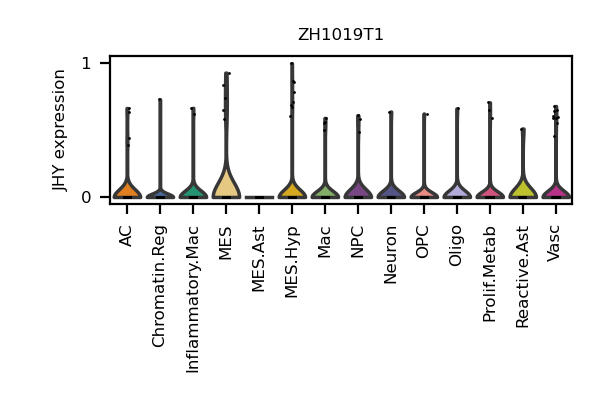 ZH1019T1
JHY expression
1
0
AC
Chromatin.Reg
Inflammatory.Mac
MES
MES.Ast
MES.Hyp
Mac
NPC
Neuron
OPC
Oligo
Prolif.Metab
Reactive.Ast
Vasc